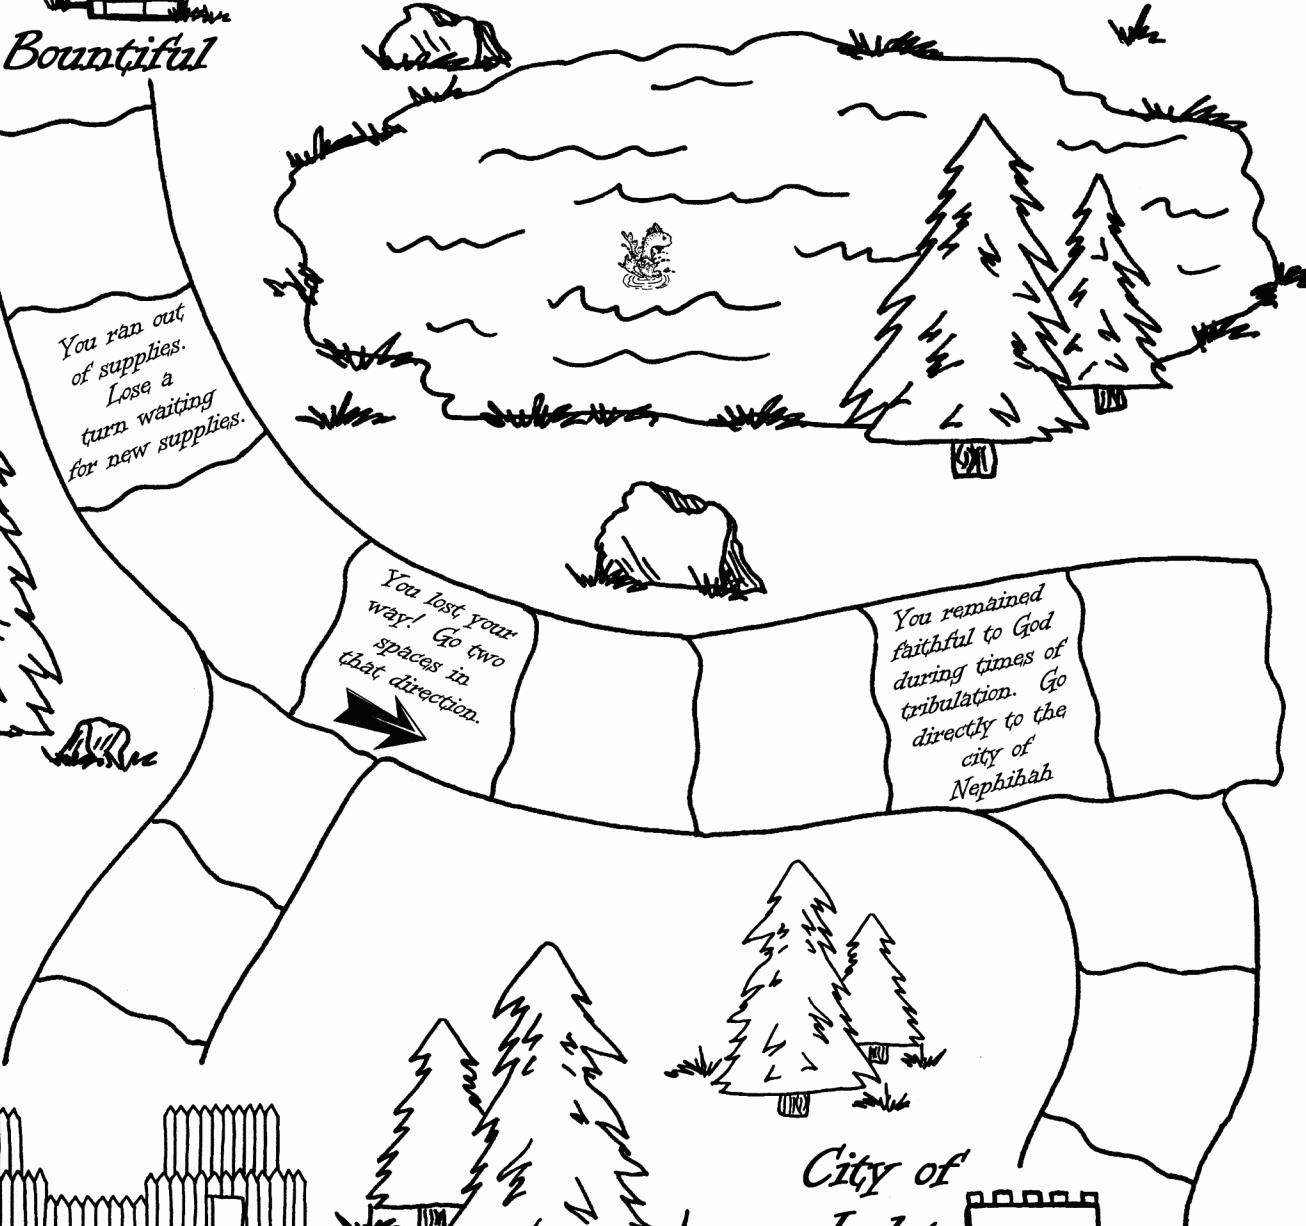 Bountiful
You ran out
of supplies.
Lose a
turn waiting
for new supplies.
You lost your
way! Go two
spaces in
that direction.
You remained
faithful to God
during times of
tribulation. Go
directly to the
city of
Nephihah
City of